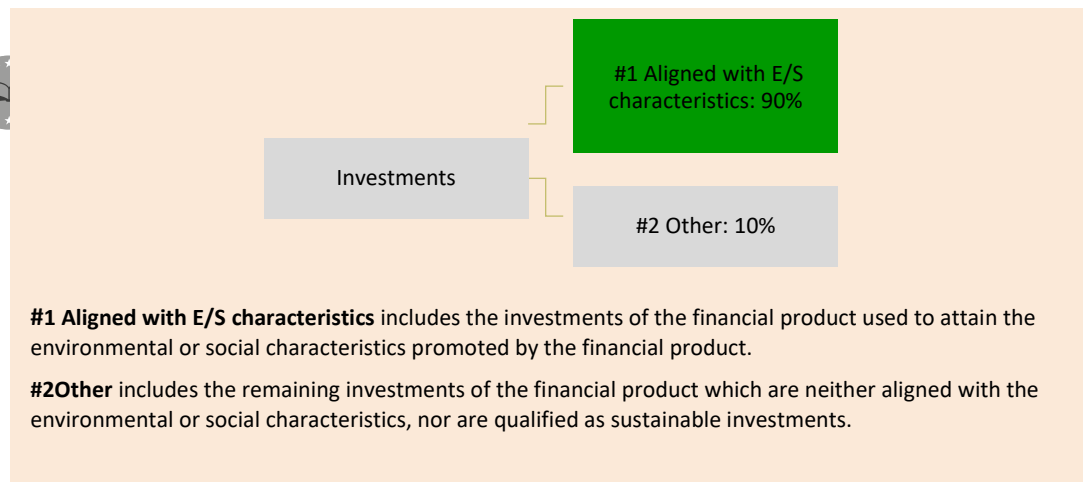 #1 Aligned with E/S
characteristics: 90%
Investments
#2 Other: 10%
#1 Aligned with E/S characteristics includes the investments of the financial product used to attain the
environmental or social characteristics promoted by the financial product.
#2Other includes the remaining investments of the financial product which are neither aligned with the
environmental or social characteristics, nor are qualified as sustainable investments.